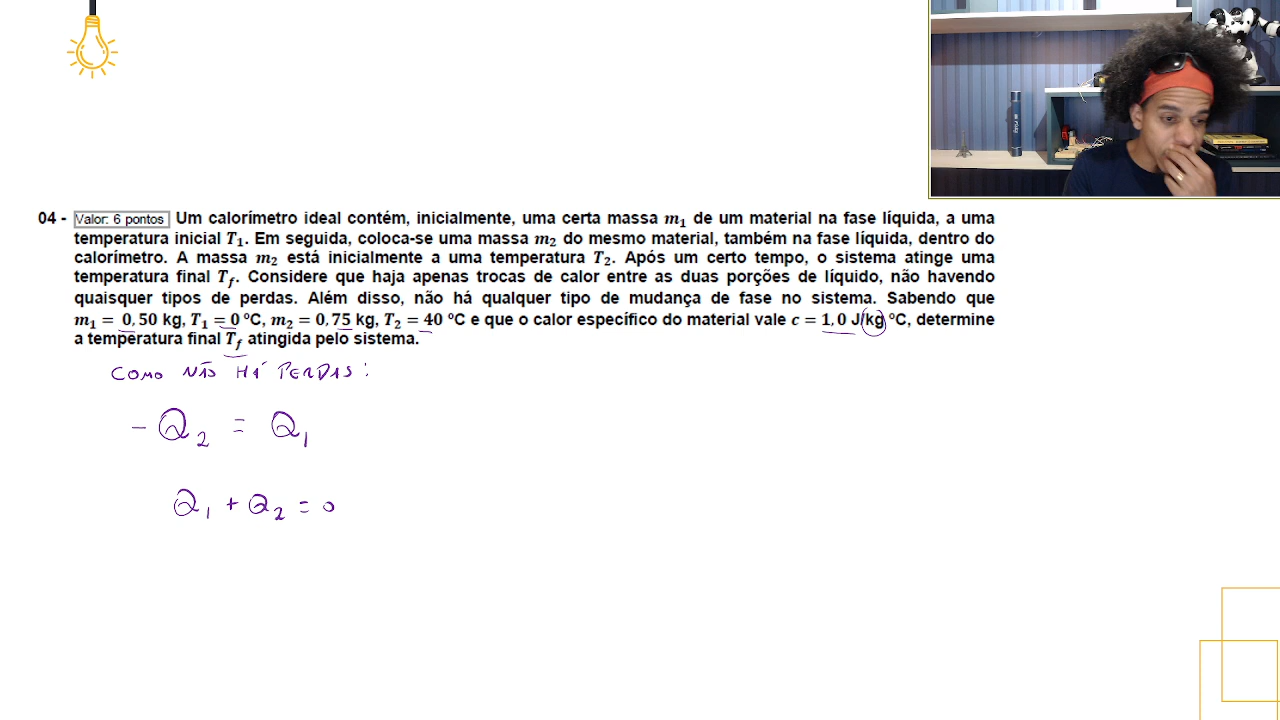 04 - Valor: 6 pontos Um calorímetro ideal contém, inicialmente, uma certa massa m₁ de um material na fase líquida, a uma
temperatura inicial T₁. Em seguida, coloca-se uma massa m₂ do mesmo material, também na fase líquida, dentro do
calorímetro. A massa m₂ está inicialmente a uma temperatura T₂. Após um certo tempo, o sistema atinge uma
temperatura final T_f. Considere que haja apenas trocas de calor entre as duas porções de líquido, não havendo
quaisquer tipos de perdas. Além disso, não há qualquer tipo de mudança de fase no sistema. Sabendo que
m₁ = 0,50 kg, T₁ = 0 ºC, m₂ = 0,75 kg, T₂ = 40 ºC e que o calor específico do material vale c = 1,0 J/kg ºC, determine
a temperatura final T_f atingida pelo sistema.
COMO NÃO HÁ PERDAS:
- Q₂ = Q₁
Q₁ + Q₂ = 0